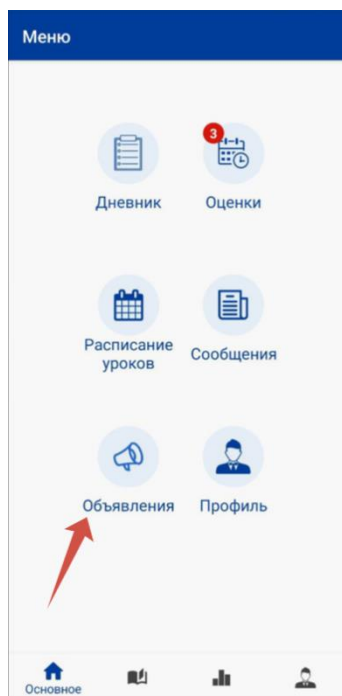 Меню
3
Дневник
Оценки
Расписание
уроков
Сообщения
Объявления
Профиль
Основное